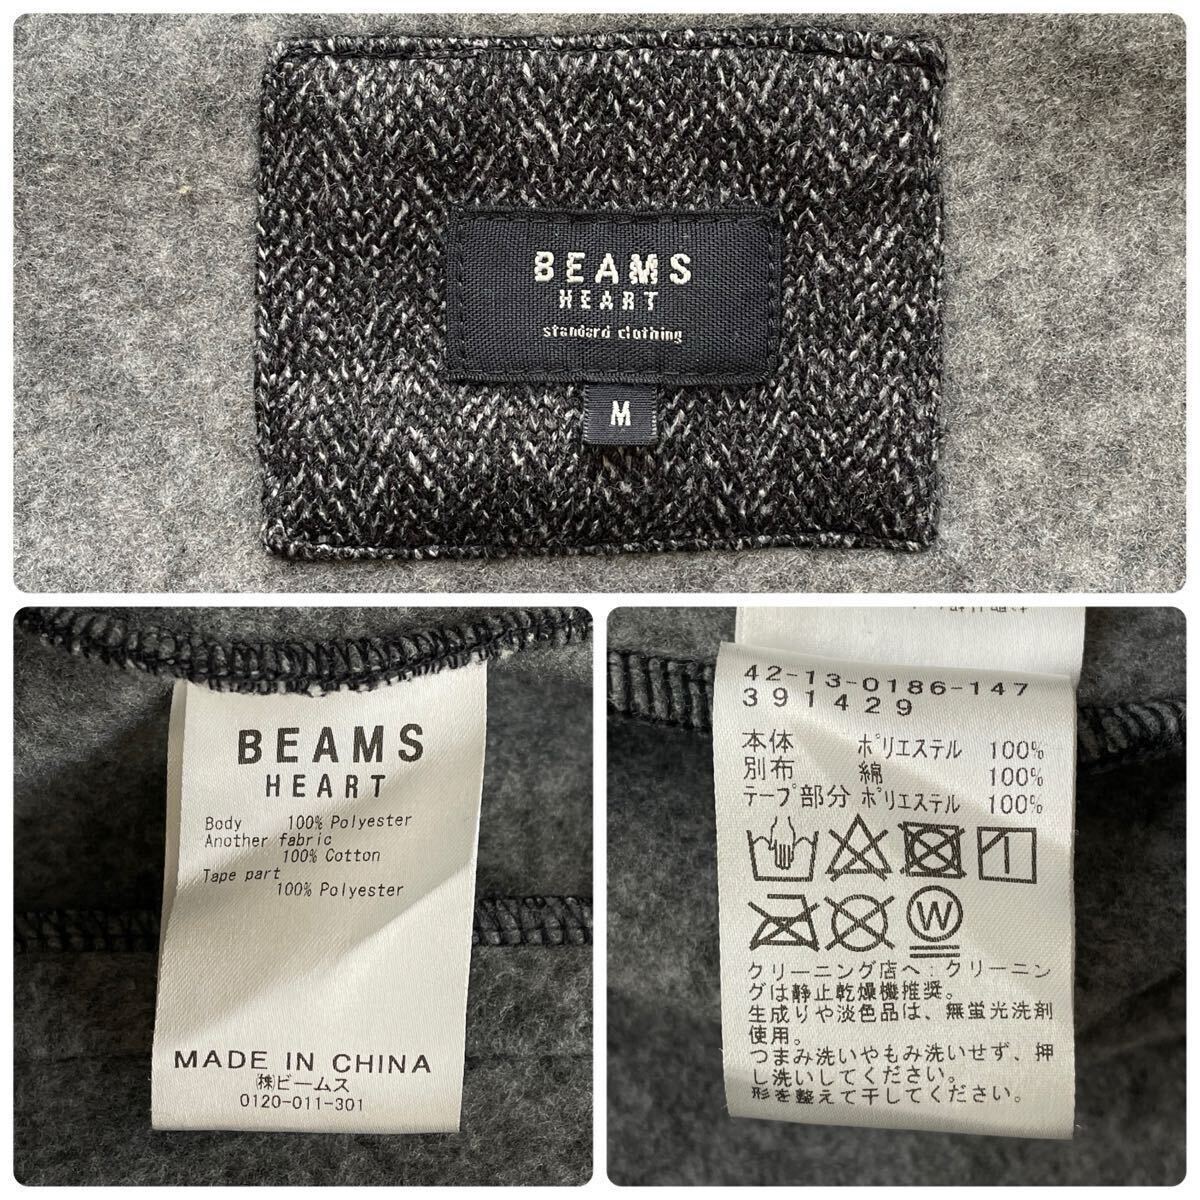 BEAMS
HEART
standard clothing
M
BEAMS
HEART
Body 100% Polyester
Another fabric
100% Cotton
Tape part
100% Polyester
MADE IN CHINA
㈱ビームス
0120-011-301
42-13-0186-147
391429
本体 ポリエステル 100%
別布 綿 100%
テープ部分 ポリエステル 100%
W
クリーニング店へ:クリーニン
グは静止乾燥機推奨。
生成りや淡色品は、無蛍光洗剤
使用。
つまみ洗いやもみ洗いせず、押
し洗いしてください。
形を整えて干してください。